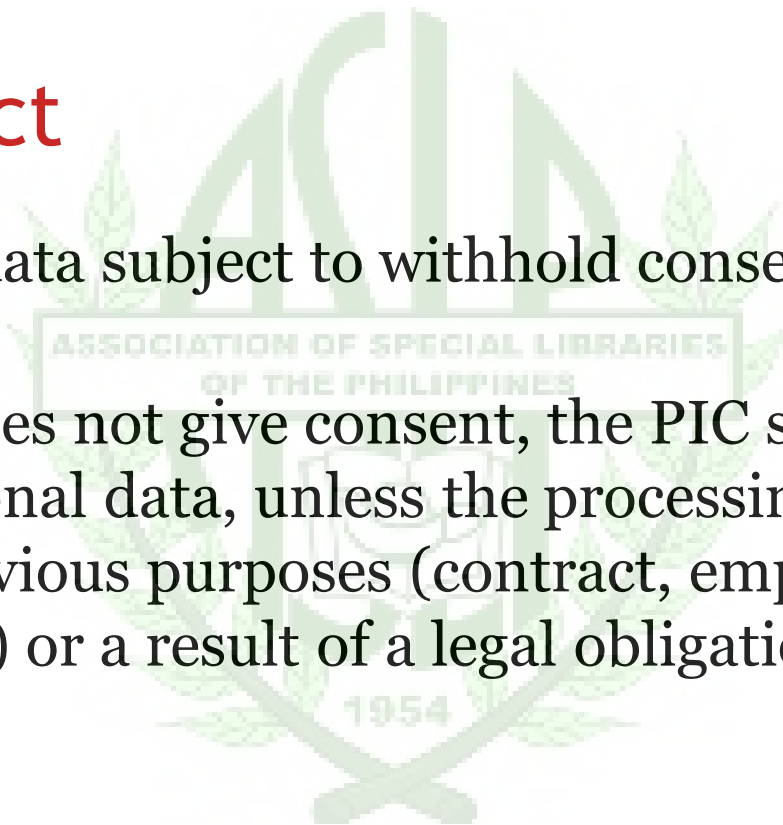 ct
ata subject to withhold conse
ASSOCIATION OF SPECIAL LIBRARIES
OF THE PHILIPPINES
es not give consent, the PIC s
nal data, unless the processin
vious purposes (contract, emp
) or a result of a legal obligati
1954